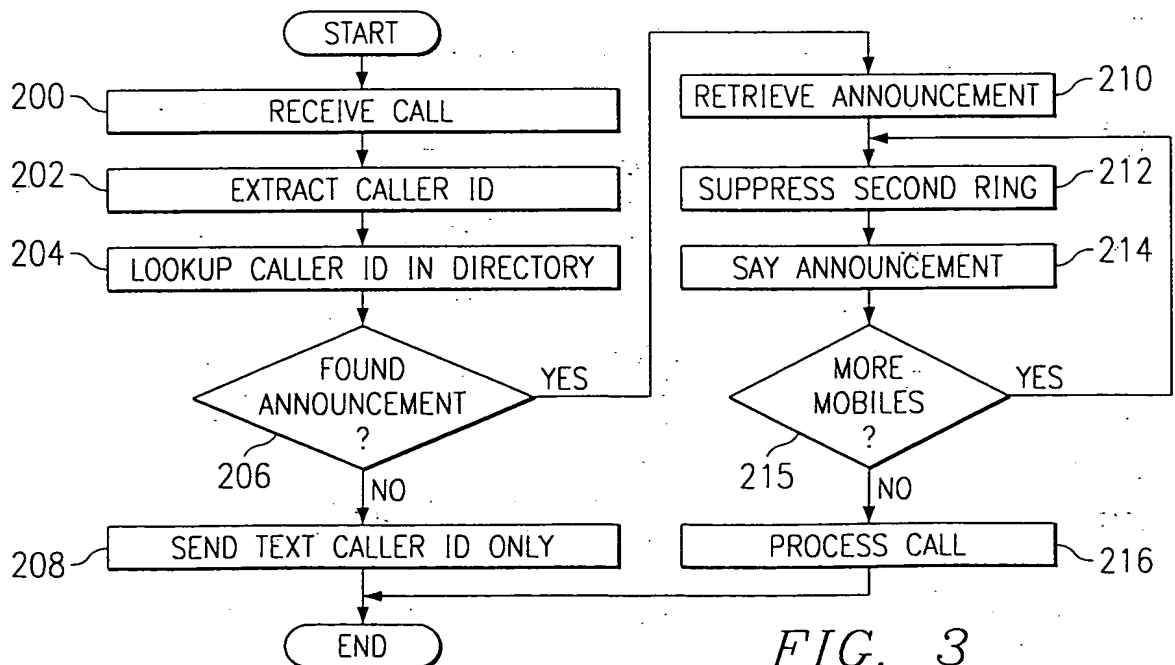 START
200
RECEIVE CALL
202
EXTRACT CALLER ID
204
LOOKUP CALLER ID IN DIRECTORY
FOUND
ANNOUNCEMENT
?
YES
206
NO
208
SEND TEXT CALLER ID ONLY
END
RETRIEVE ANNOUNCEMENT
210
SUPPRESS SECOND RING
212
SAY ANNOUNCEMENT
214
MORE
MOBILES
?
YES
215
NO
PROCESS CALL
216
FIG. 3